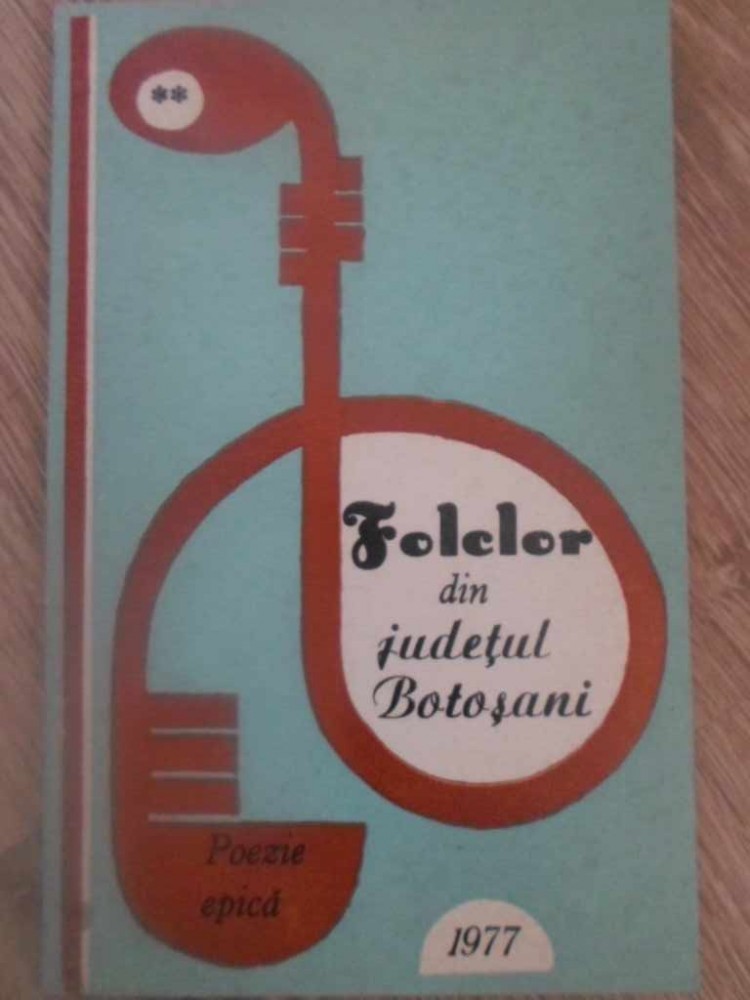 **
Folclor
din
județul
Botoșani
Poezie
epică
1977